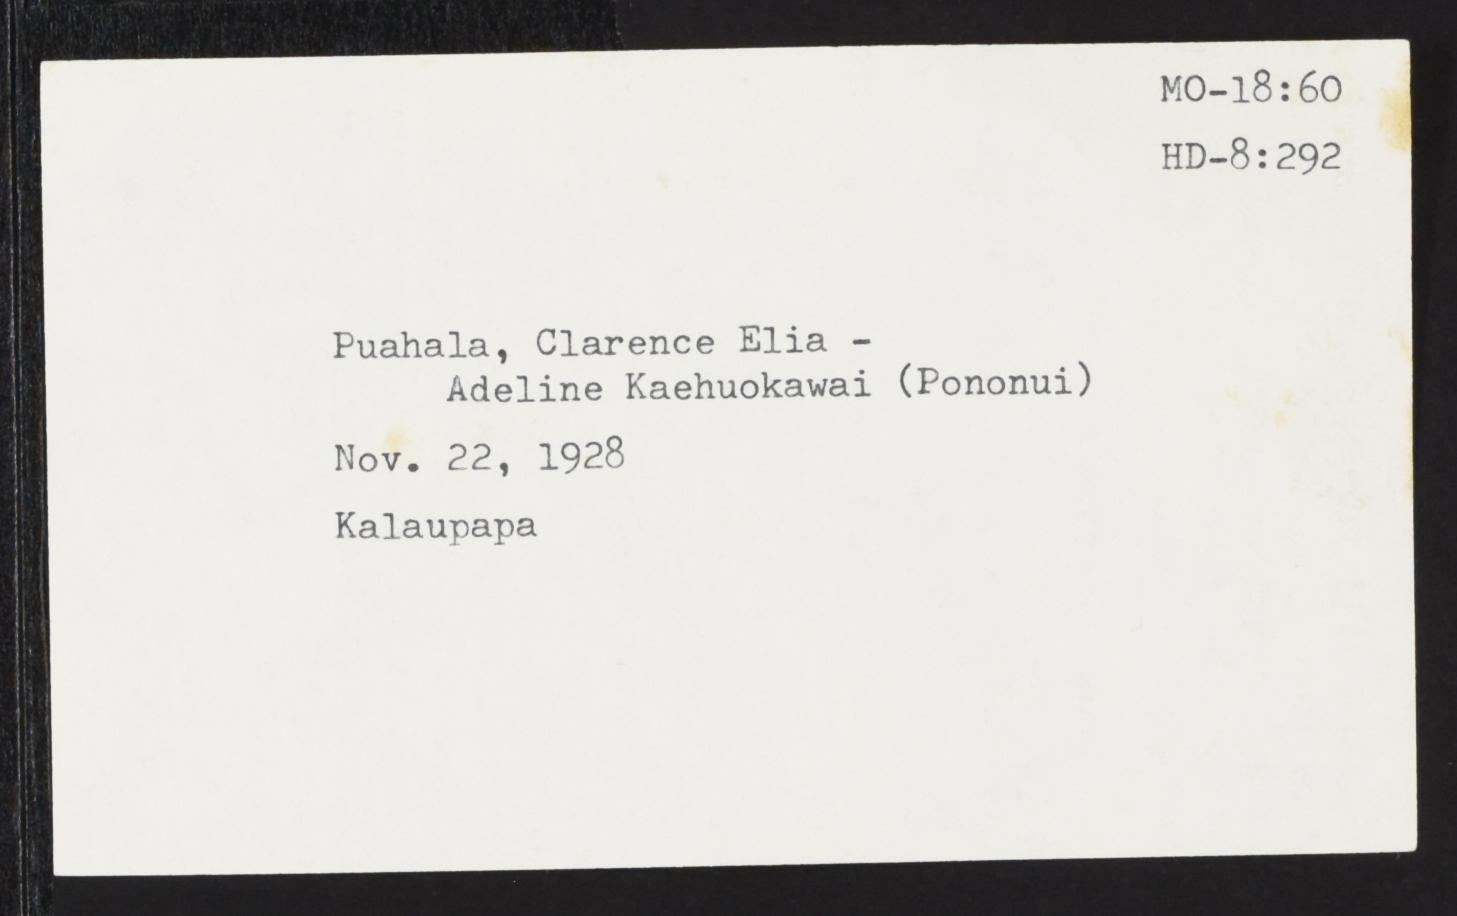 MO-18:60
HD-8:292
Puahala, Clarence Elia -
Adeline Kaehuokawai (Pononui)
Nov. 22, 1928
Kalaupapa